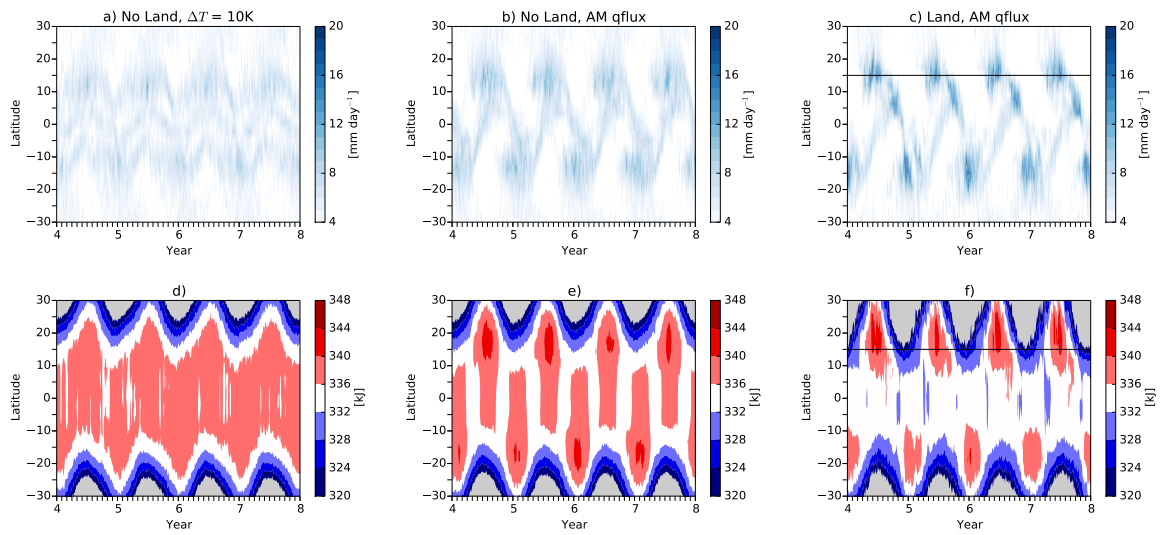 a) No Land, ΔT = 10K
b) No Land, AM qflux
c) Land, AM qflux
30
20
10
0
−10
−20
−30
Latitude
4 5 6 7 8
Year
20
16
12
8
4
[mm day⁻¹]
30
20
10
0
−10
−20
−30
Latitude
4 5 6 7 8
Year
20
16
12
8
4
[mm day⁻¹]
30
20
10
0
−10
−20
−30
Latitude
4 5 6 7 8
Year
20
16
12
8
4
[mm day⁻¹]
d)
e)
f)
30
20
10
0
−10
−20
−30
Latitude
4 5 6 7 8
Year
348
344
340
336
332
328
324
320
[kJ]
30
20
10
0
−10
−20
−30
Latitude
4 5 6 7 8
Year
348
344
340
336
332
328
324
320
[kJ]
30
20
10
0
−10
−20
−30
Latitude
4 5 6 7 8
Year
348
344
340
336
332
328
324
320
[kJ]